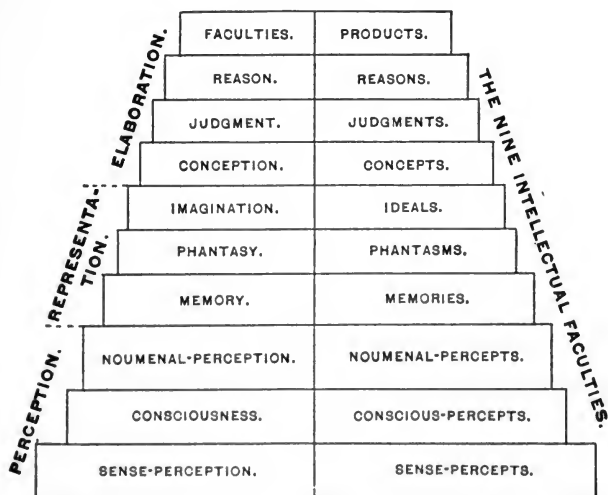 FACULTIES. PRODUCTS.
REASON. REASONS.
JUDGMENT. JUDGMENTS.
CONCEPTION. CONCEPTS.
IMAGINATION. IDEALS.
PHANTASY. PHANTASMS.
MEMORY. MEMORIES.
NOUMENAL-PERCEPTION. NOUMENAL-PERCEPTS.
CONSCIOUSNESS. CONSCIOUS-PERCEPTS.
SENSE-PERCEPTION. SENSE-PERCEPTS.
ELABORATION.
REPRESENTA-
TION.
PERCEPTION.
THE NINE INTELLECTUAL FACULTIES.